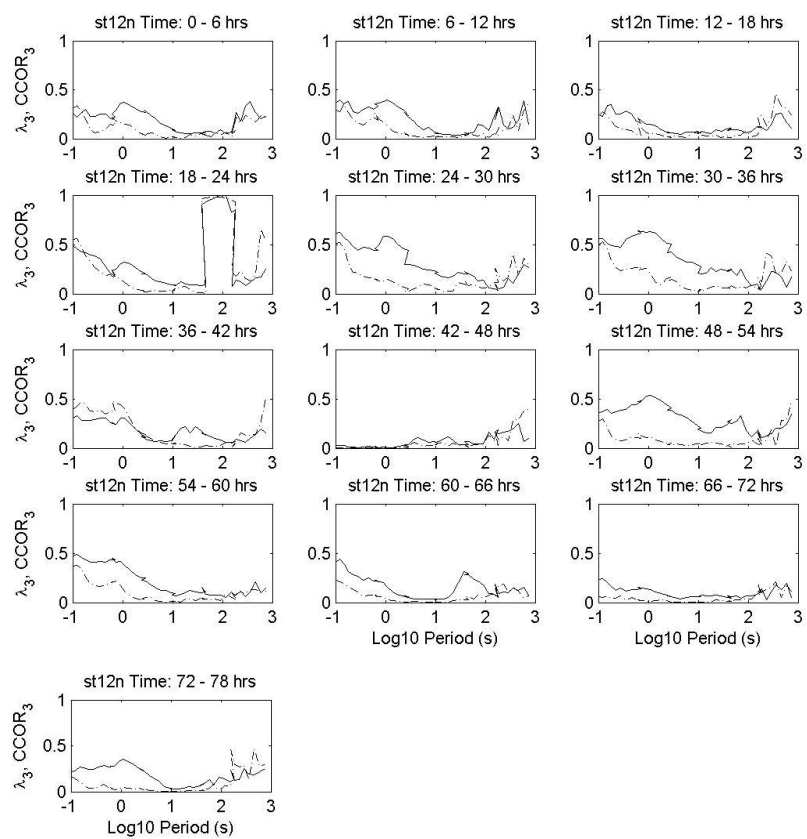 st12n Time: 0 - 6 hrs
st12n Time: 6 - 12 hrs
st12n Time: 12 - 18 hrs
λ3, CCOR3
1
0.5
0
-1 0 1 2 3
1
0.5
0
-1 0 1 2 3
1
0.5
0
-1 0 1 2 3
st12n Time: 18 - 24 hrs
st12n Time: 24 - 30 hrs
st12n Time: 30 - 36 hrs
λ3, CCOR3
1
0.5
0
-1 0 1 2 3
1
0.5
0
-1 0 1 2 3
1
0.5
0
-1 0 1 2 3
st12n Time: 36 - 42 hrs
st12n Time: 42 - 48 hrs
st12n Time: 48 - 54 hrs
λ3, CCOR3
1
0.5
0
-1 0 1 2 3
1
0.5
0
-1 0 1 2 3
1
0.5
0
-1 0 1 2 3
st12n Time: 54 - 60 hrs
st12n Time: 60 - 66 hrs
st12n Time: 66 - 72 hrs
λ3, CCOR3
1
0.5
0
-1 0 1 2 3
1
0.5
0
-1 0 1 2 3
Log10 Period (s)
1
0.5
0
-1 0 1 2 3
Log10 Period (s)
st12n Time: 72 - 78 hrs
λ3, CCOR3
1
0.5
0
-1 0 1 2 3
Log10 Period (s)